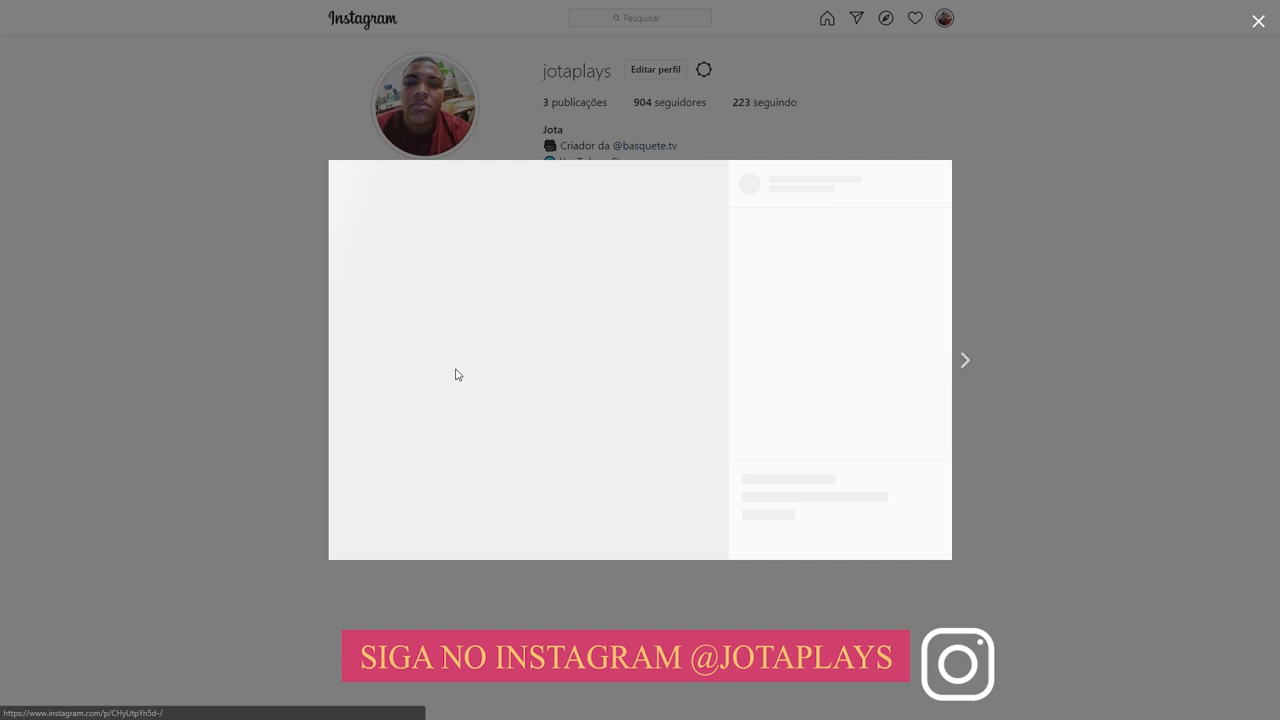 Instagram
Pesquisar
jotaplays
Editar perfil
3 publicações 904 seguidores 223 seguindo
Jota
Criador da @basquete.tv
SIGA NO INSTAGRAM @JOTAPLAYS
https://www.instagram.com/p/CHyUtpYn5d-/